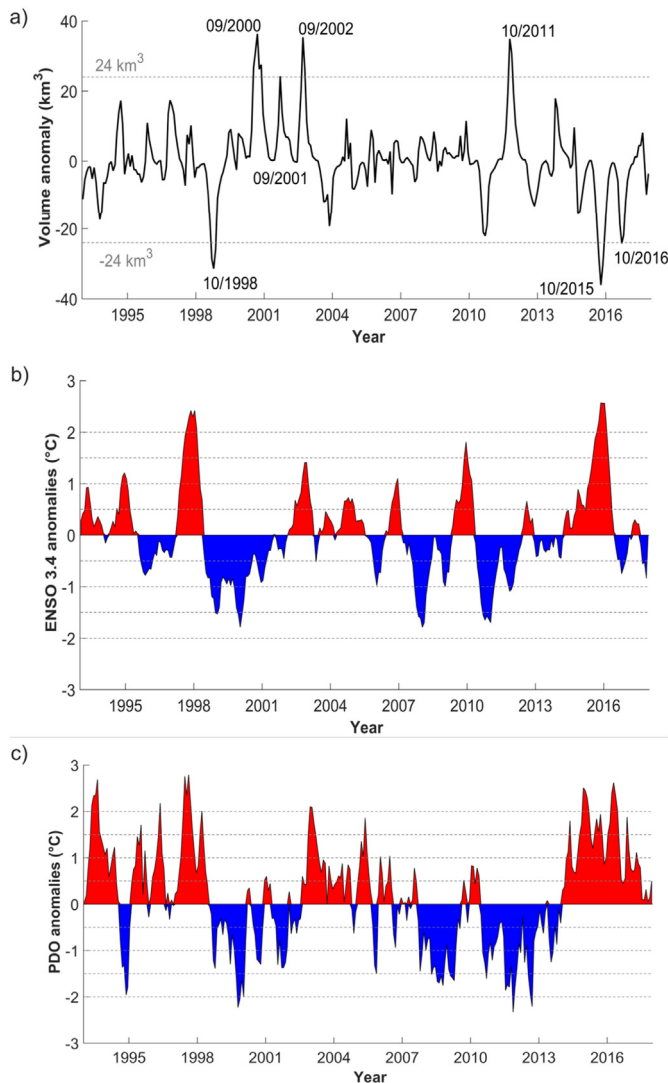 a)
Volume anomaly (km³)
40
20
0
-20
-40
24 km³
-24 km³
09/2000
09/2002
10/2011
09/2001
10/1998
10/2015
10/2016
1995 1998 2001 2004 2007 2010 2013 2016
Year
b)
ENSO 3.4 anomalies (°C)
3
2
1
0
-1
-2
-3
1995 1998 2001 2004 2007 2010 2013 2016
Year
c)
PDO anomalies (°C)
3
2
1
0
-1
-2
-3
1995 1998 2001 2004 2007 2010 2013 2016
Year